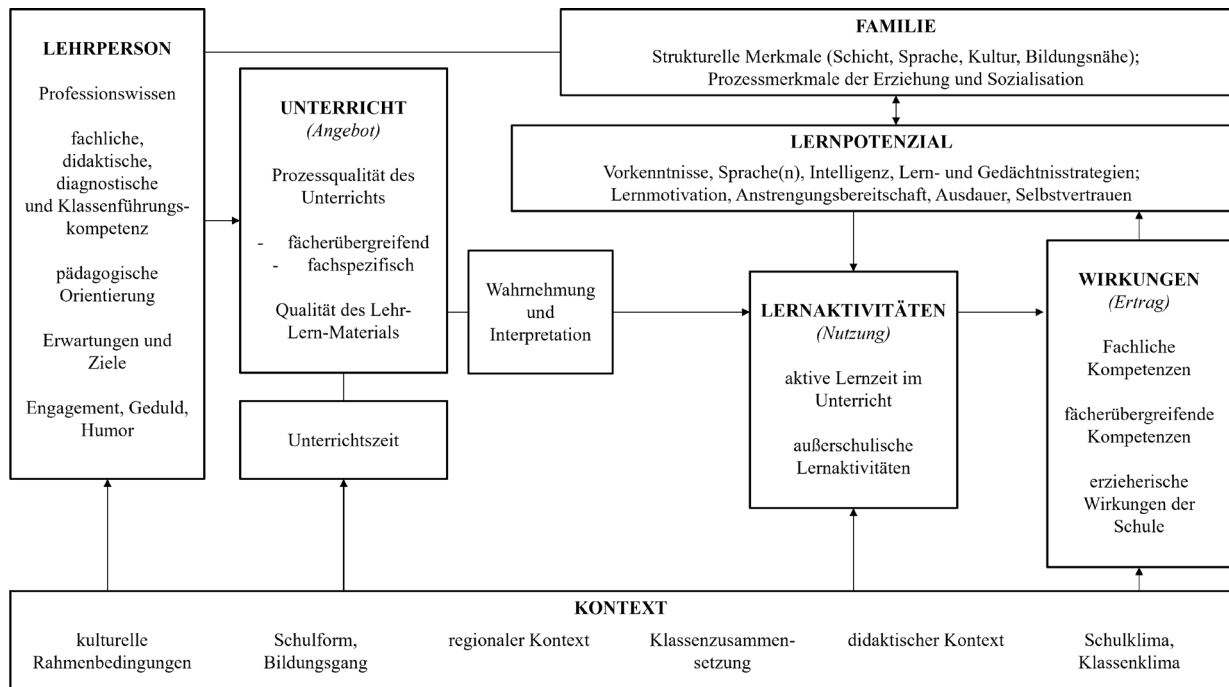 LEHRPERSON
Professionswissen
fachliche,
didaktische,
diagnostische
und Klassenführungs-
kompetenz
pädagogische
Orientierung
Erwartungen und
Ziele
Engagement, Geduld,
Humor
UNTERRICHT
(Angebot)
Prozessqualität des
Unterrichts
- fächerübergreifend
- fachspezifisch
Qualität des Lehr-
Lern-Materials
Unterrichtszeit
Wahrnehmung
und
Interpretation
FAMILIE
Strukturelle Merkmale (Schicht, Sprache, Kultur, Bildungsnähe);
Prozessmerkmale der Erziehung und Sozialisation
LERNPOTENZIAL
Vorkenntnisse, Sprache(n), Intelligenz, Lern- und Gedächtnisstrategien;
Lernmotivation, Anstrengungsbereitschaft, Ausdauer, Selbstvertrauen
LERNAKTIVITÄTEN
(Nutzung)
aktive Lernzeit im
Unterricht
außerschulische
Lernaktivitäten
WIRKUNGEN
(Ertrag)
Fachliche
Kompetenzen
fächerübergreifende
Kompetenzen
erzieherische
Wirkungen der
Schule
KONTEXT
kulturelle
Rahmenbedingungen
Schulform,
Bildungsgang
regionaler Kontext
Klassenzusammen-
setzung
didaktischer Kontext
Schulklima,
Klassenklima